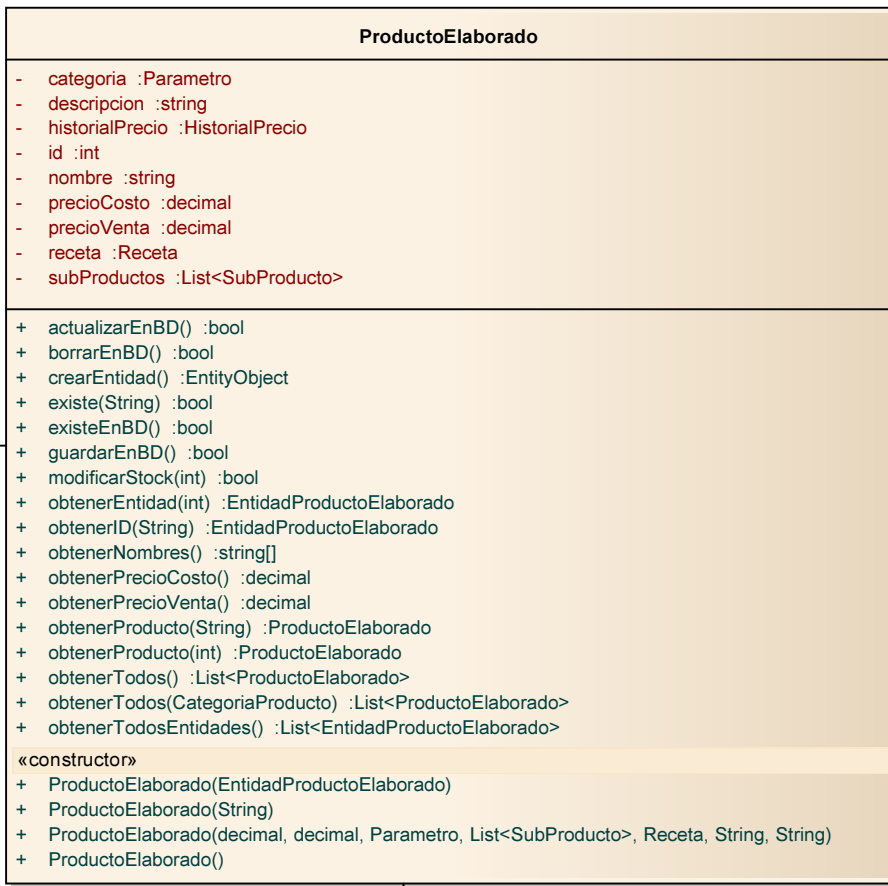 ProductoElaborado
- categoria :Parametro
- descripcion :string
- historialPrecio :HistorialPrecio
- id :int
- nombre :string
- precioCosto :decimal
- precioVenta :decimal
- receta :Receta
- subProductos :List<SubProducto>
+ actualizarEnBD() :bool
+ borrarEnBD() :bool
+ crearEntidad() :EntityObject
+ existe(String) :bool
+ existeEnBD() :bool
+ guardarEnBD() :bool
+ modificarStock(int) :bool
+ obtenerEntidad(int) :EntidadProductoElaborado
+ obtenerID(String) :EntidadProductoElaborado
+ obtenerNombres() :string[]
+ obtenerPrecioCosto() :decimal
+ obtenerPrecioVenta() :decimal
+ obtenerProducto(String) :ProductoElaborado
+ obtenerProducto(int) :ProductoElaborado
+ obtenerTodos() :List<ProductoElaborado>
+ obtenerTodos(CategoriaProducto) :List<ProductoElaborado>
+ obtenerTodosEntidades() :List<EntidadProductoElaborado>
«constructor»
+ ProductoElaborado(EntidadProductoElaborado)
+ ProductoElaborado(String)
+ ProductoElaborado(decimal, decimal, Parametro, List<SubProducto>, Receta, String, String)
+ ProductoElaborado()